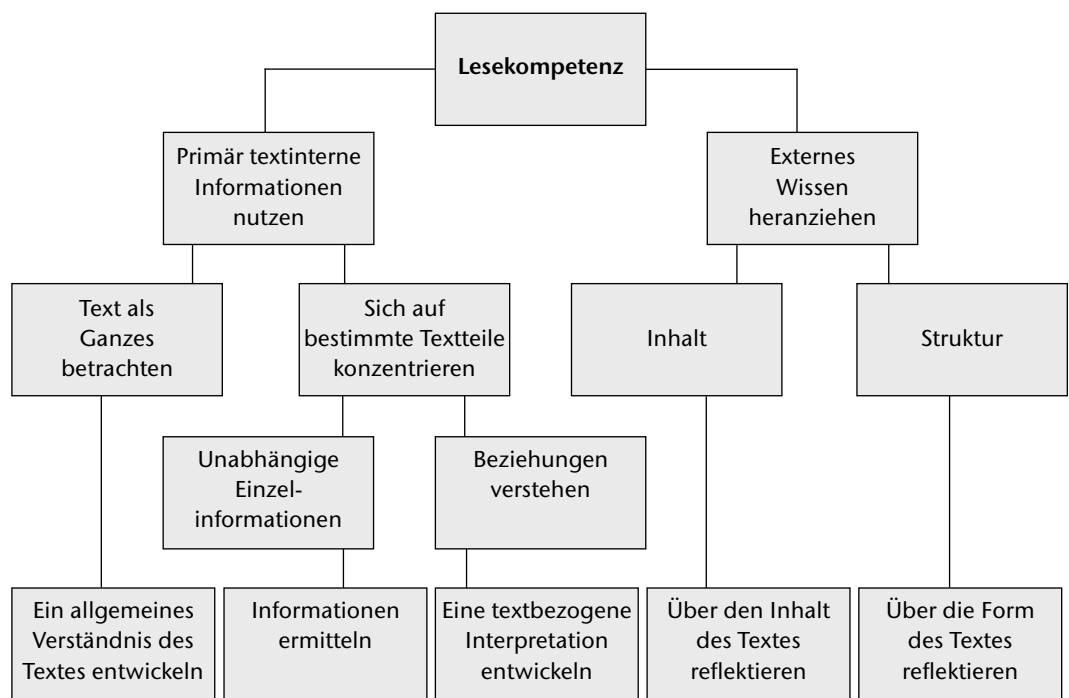 Lesekompetenz
Primär textinterne
Informationen
nutzen
Externes
Wissen
heranziehen
Text als
Ganzes
betrachten
Sich auf
bestimmte Textteile
konzentrieren
Inhalt
Struktur
Unabhängige
Einzel-
informationen
Beziehungen
verstehen
Ein allgemeines
Verständnis des
Textes entwickeln
Informationen
ermitteln
Eine textbezogene
Interpretation
entwickeln
Über den Inhalt
des Textes
reflektieren
Über die Form
des Textes
reflektieren